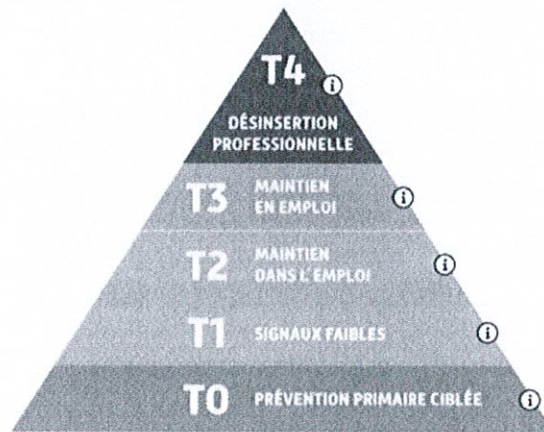 T4
DÉSINSERTION
PROFESSIONNELLE
T3 MAINTIEN
EN EMPLOI
T2 MAINTIEN
DANS L'EMPLOI
T1 SIGNAUX FAIBLES
T0 PRÉVENTION PRIMAIRE CIBLÉE